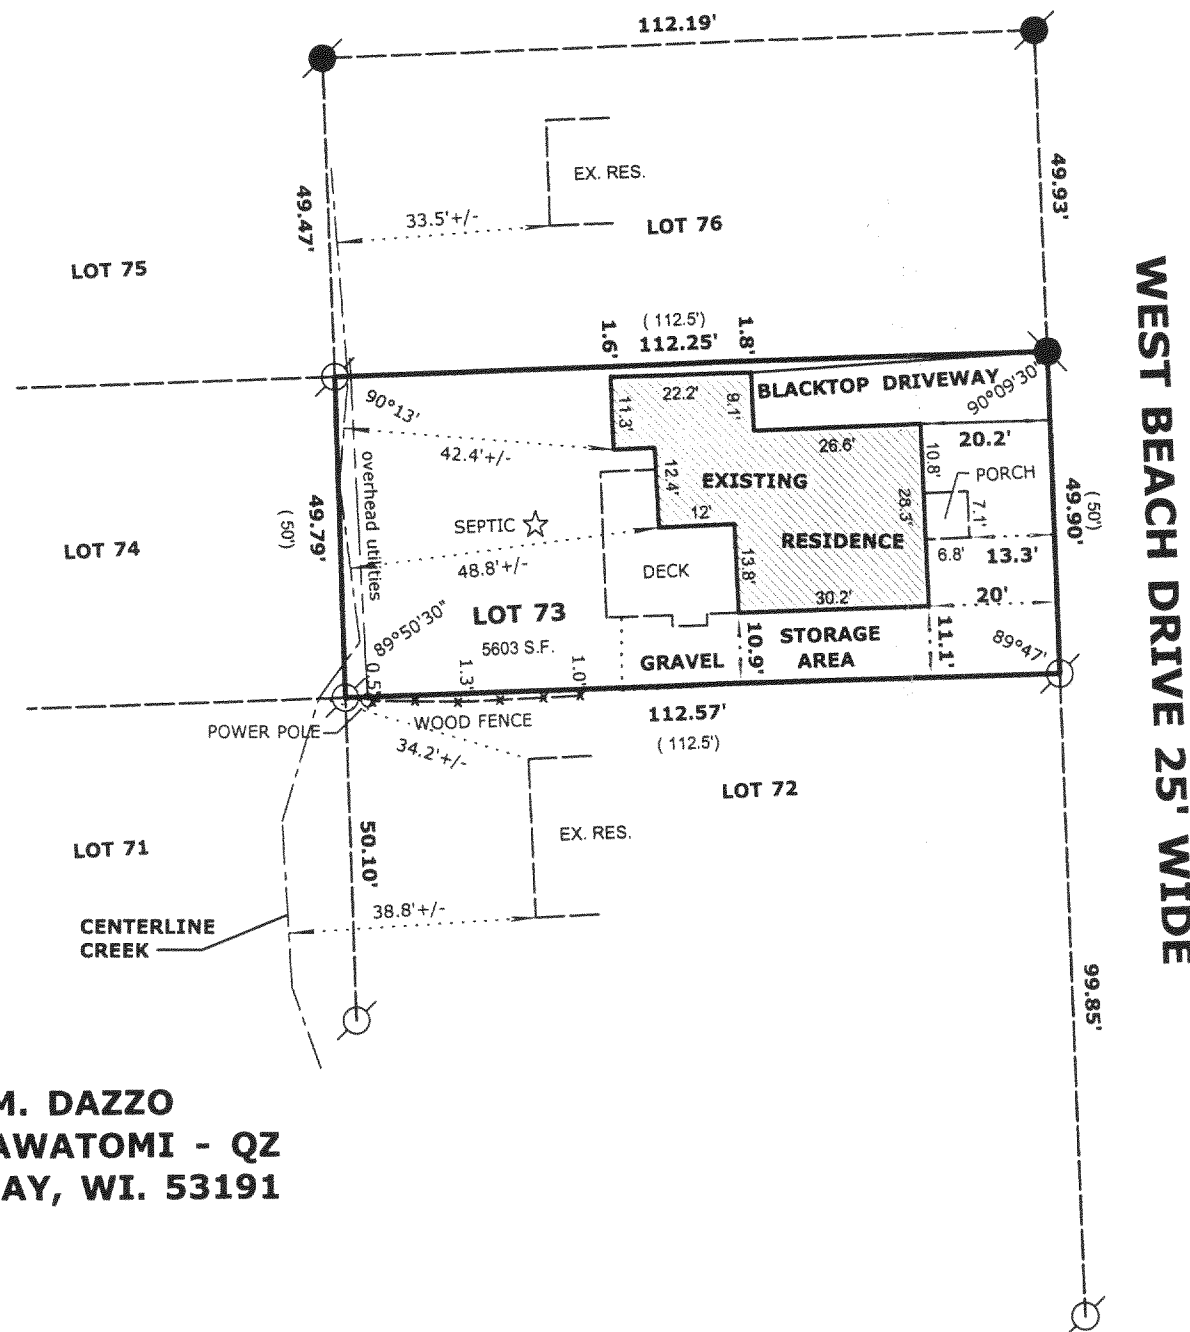 112.19'
49.47'
EX. RES.
33.5'+/-
LOT 76
49.93'
LOT 75
WEST BEACH DRIVE 25' WIDE
1.6'
( 112.5')
112.25'
1.8'
BLACKTOP DRIVEWAY
90°09'30"
90°13'
22.2'
11.3'
9.1'
42.4'+/-
26.6'
20.2'
10.8'
PORCH
overhead utilities
12.4'
EXISTING
28.3'
7.1'
49.90'
(50')
49.79'
( 50')
LOT 74
SEPTIC
12'
RESIDENCE
6.8'
13.3'
48.8'+/-
DECK
13.8'
30.2'
20'
LOT 73
5603 S.F.
89°50'30"
GRAVEL
10.9'
STORAGE
AREA
11.1'
89°47'
0.5'
1.3'
1.0'
POWER POLE
WOOD FENCE
112.57'
( 112.5')
34.2'+/-
LOT 72
EX. RES.
LOT 71
50.10'
38.8'+/-
CENTERLINE
CREEK
99.85'
M. DAZZO
AWATOMI - QZ
AY, WI. 53191